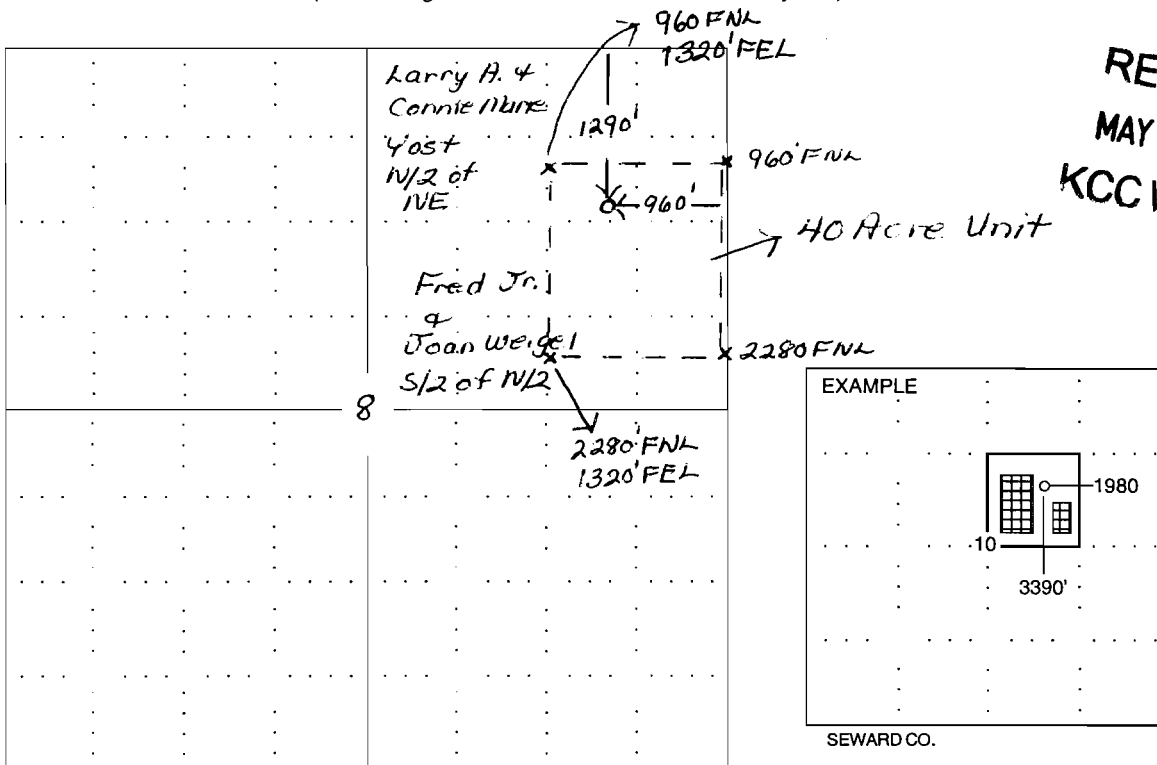 960 FNL
1320' FEL
RE
MAY
KCC
Larry A. &
Connie
Yost
N/2 of
NE
1290'
960' FNL
960'
40 Acre Unit
Fred Jr.
&
Joan Weigel
S/2 of N/2
2280 FNL
8
2280' FNL
1320' FEL
EXAMPLE
1980
10
3390'
SEWARD CO.